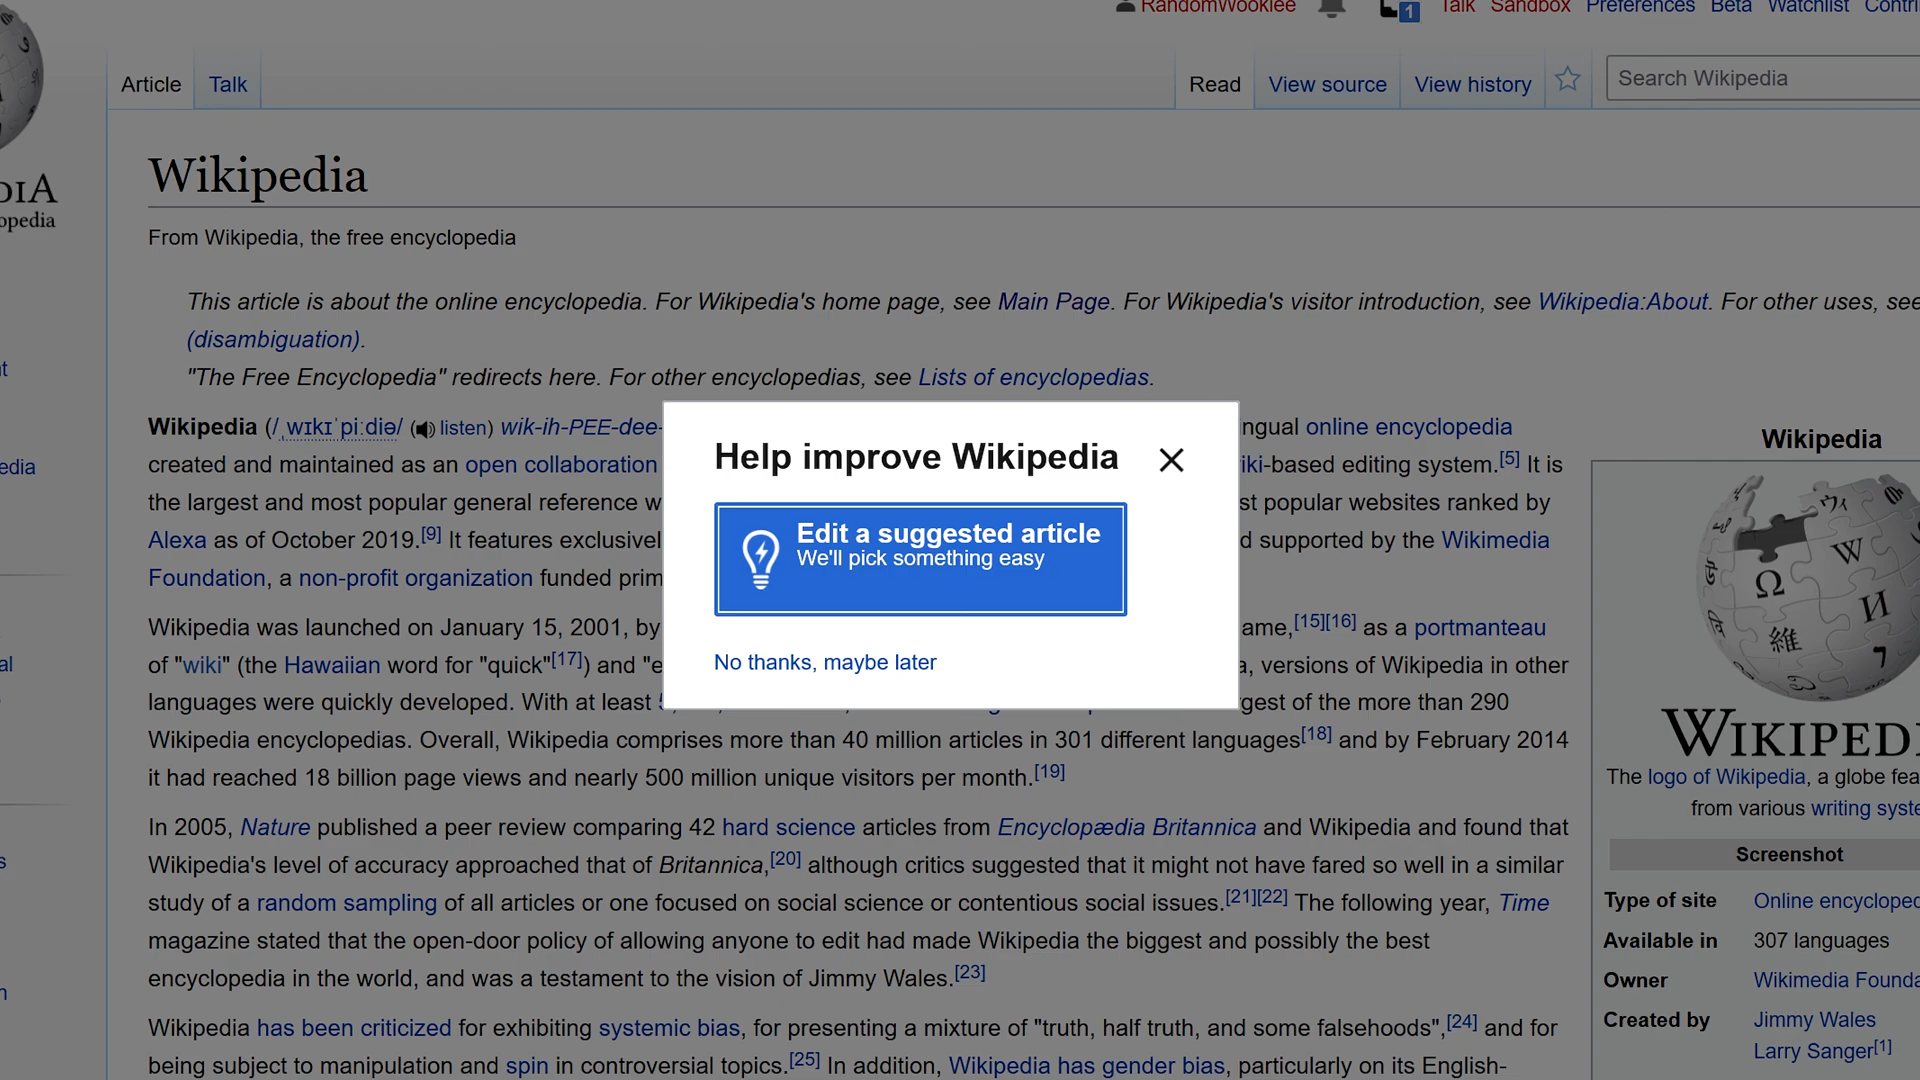 RandomWookiee
1
Talk Sandbox Preferences Beta Watchlist
Article Talk
Read View source View history
Search Wikipedia
Wikipedia
From Wikipedia, the free encyclopedia
This article is about the online encyclopedia. For Wikipedia's home page, see Main Page. For Wikipedia's visitor introduction, see Wikipedia:About. For other uses, see
(disambiguation).
"The Free Encyclopedia" redirects here. For other encyclopedias, see Lists of encyclopedias.
Wikipedia (/ˌwɪkɪˈpiːdiə/ (listen) wik-ih-PEE-dee- ngual online encyclopedia
created and maintained as an open collaboration iki-based editing system.[5] It is
the largest and most popular general reference w st popular websites ranked by
Alexa as of October 2019.[9] It features exclusivel d supported by the Wikimedia
Foundation, a non-profit organization funded prim
Help improve Wikipedia
Edit a suggested article
We'll pick something easy
No thanks, maybe later
Wikipedia was launched on January 15, 2001, by ame,[15][16] as a portmanteau
of "wiki" (the Hawaiian word for "quick"[17]) and "e a, versions of Wikipedia in other
languages were quickly developed. With at least gest of the more than 290
Wikipedia encyclopedias. Overall, Wikipedia comprises more than 40 million articles in 301 different languages[18] and by February 2014
it had reached 18 billion page views and nearly 500 million unique visitors per month.[19]
In 2005, Nature published a peer review comparing 42 hard science articles from Encyclopædia Britannica and Wikipedia and found that
Wikipedia's level of accuracy approached that of Britannica,[20] although critics suggested that it might not have fared so well in a similar
study of a random sampling of all articles or one focused on social science or contentious social issues.[21][22] The following year, Time
magazine stated that the open-door policy of allowing anyone to edit had made Wikipedia the biggest and possibly the best
encyclopedia in the world, and was a testament to the vision of Jimmy Wales.[23]
Wikipedia has been criticized for exhibiting systemic bias, for presenting a mixture of "truth, half truth, and some falsehoods",[24] and for
being subject to manipulation and spin in controversial topics.[25] In addition, Wikipedia has gender bias, particularly on its English-
Wikipedia
Ω W И 維 ウィ 7
WIKIPED
The logo of Wikipedia, a globe fea
from various writing syste
Screenshot
Type of site Online encycloped
Available in 307 languages
Owner Wikimedia Founda
Created by Jimmy Wales
Larry Sanger[1]
DIA
opedia
edia